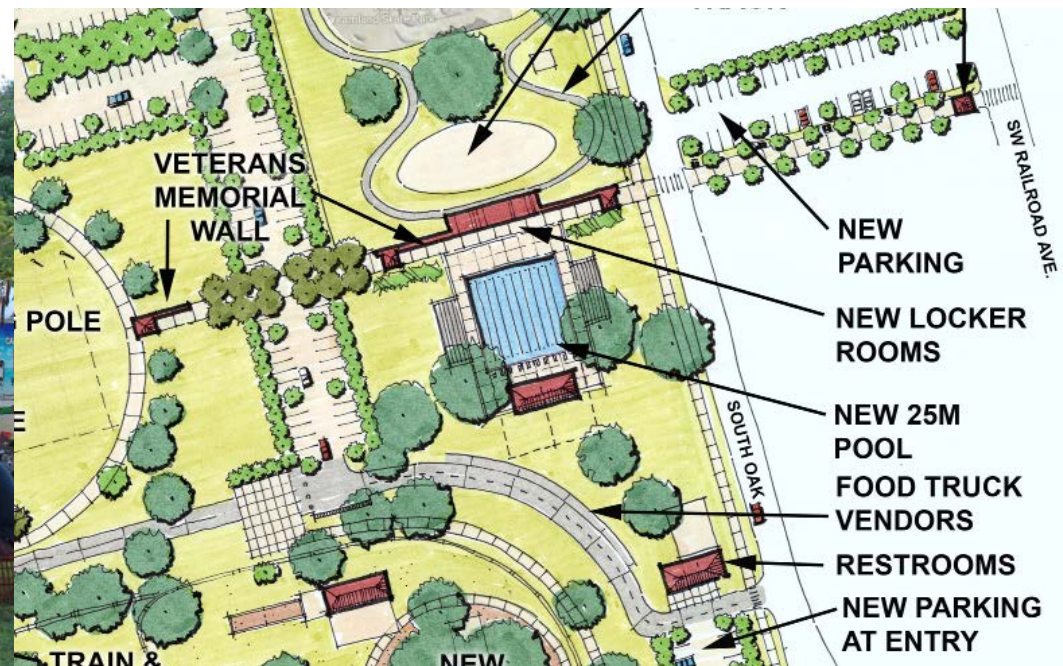 VETERANS
MEMORIAL
WALL
POLE
SW RAILROAD AVE.
NEW
PARKING
NEW LOCKER
ROOMS
SOUTH OAK
NEW 25M
POOL
FOOD TRUCK
VENDORS
RESTROOMS
NEW PARKING
AT ENTRY
TRAIN &
NEW